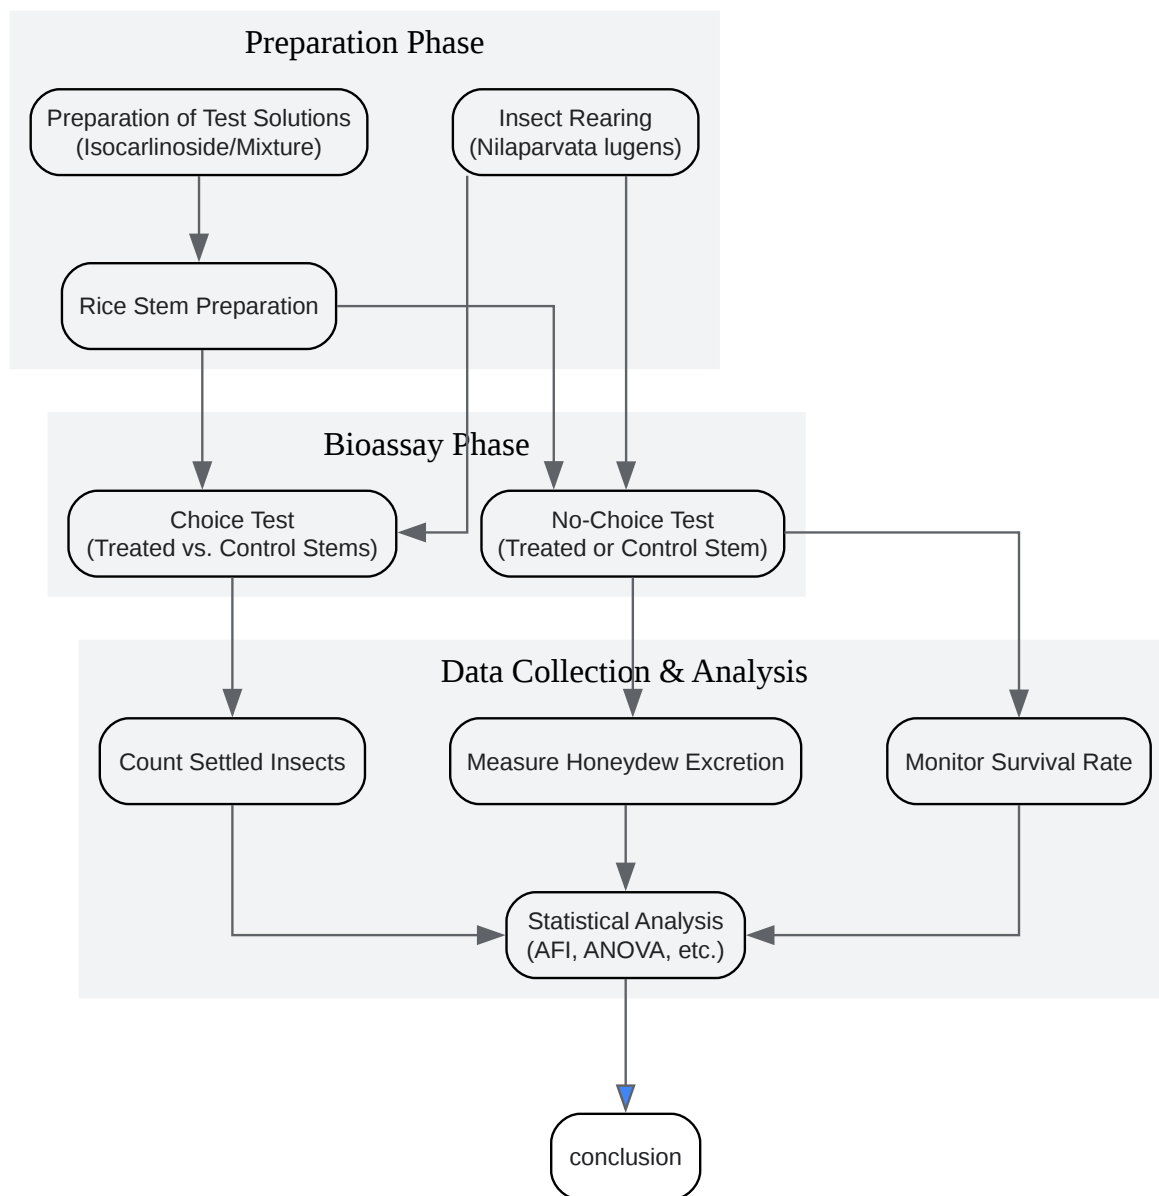 Preparation Phase
Preparation of Test Solutions
(Isocarlinoside/Mixture)
Insect Rearing
(Nilaparvata lugens)
Rice Stem Preparation
Bioassay Phase
Choice Test
(Treated vs. Control Stems)
No-Choice Test
(Treated or Control Stem)
Data Collection & Analysis
Count Settled Insects
Measure Honeydew Excretion
Monitor Survival Rate
Statistical Analysis
(AFI, ANOVA, etc.)
conclusion